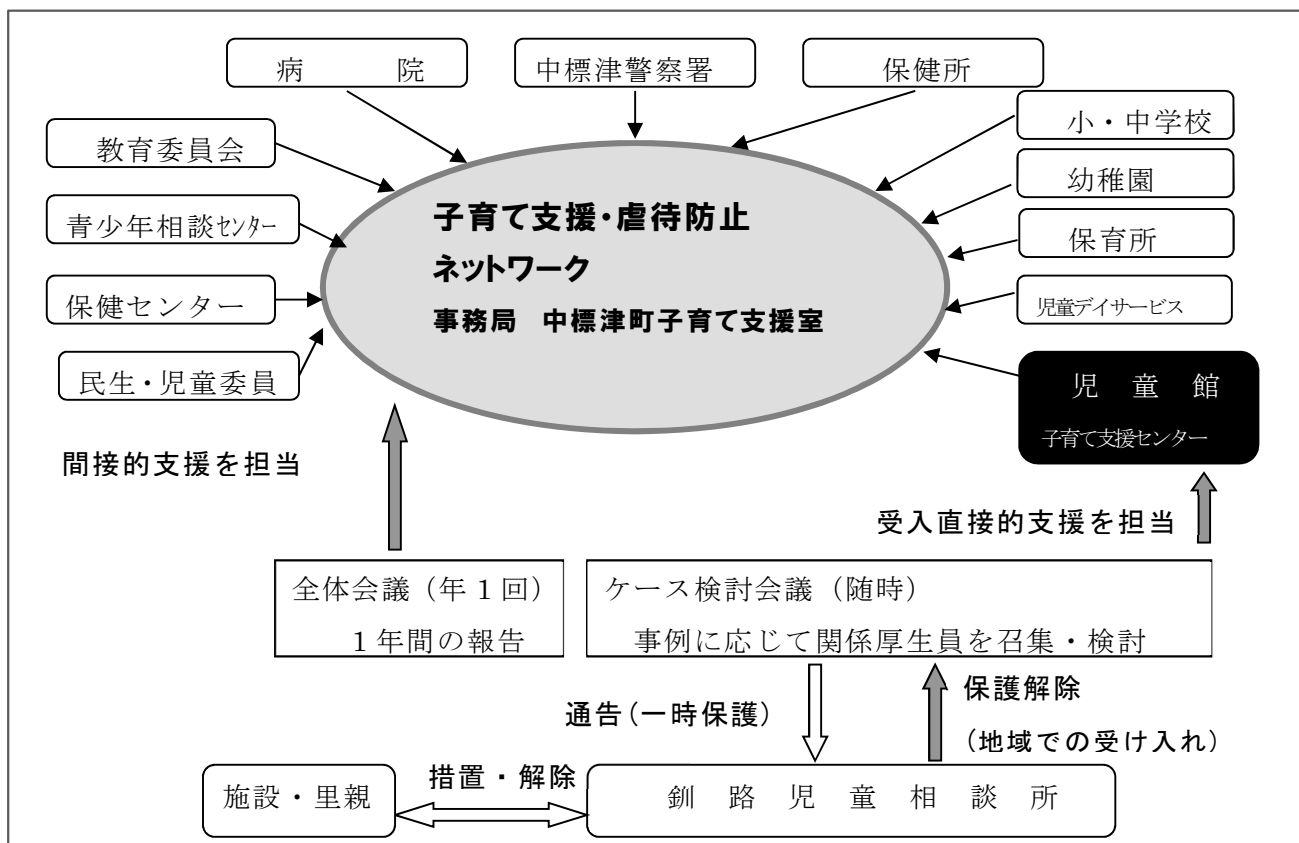 病　院
中標津警察署
保健所
小・中学校
教育委員会
幼稚園
青少年相談センター
保育所
保健センター
児童デイサービス
民生・児童委員
児 童 館
子育て支援センター
子育て支援・虐待防止
ネットワーク
事務局　中標津町子育て支援室
間接的支援を担当
受入直接的支援を担当
全体会議（年１回）
１年間の報告
ケース検討会議（随時）
事例に応じて関係厚生員を召集・検討
通告(一時保護)
保護解除
(地域での受け入れ)
施設・里親
措置・解除
釧 路 児 童 相 談 所